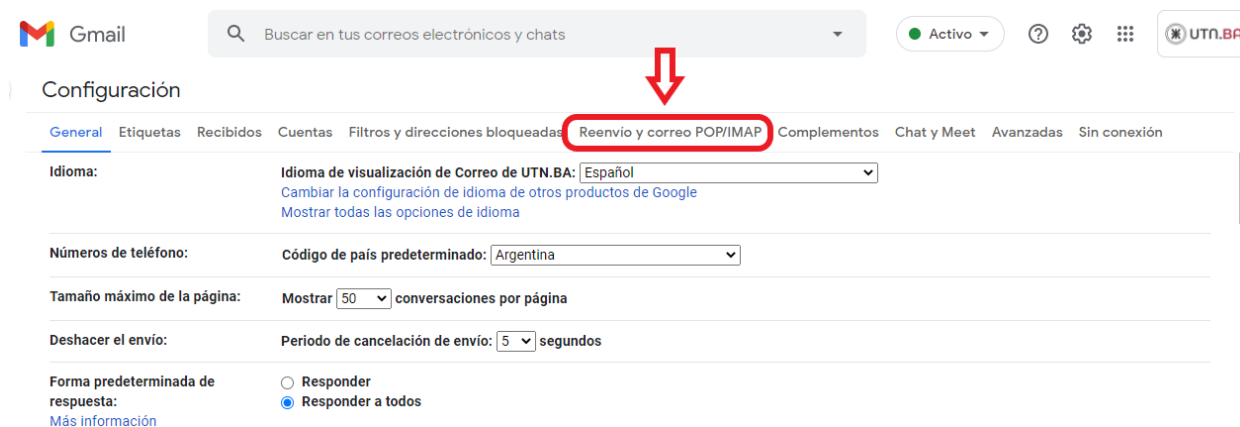 Gmail
Buscar en tus correos electrónicos y chats
Activo
UTN.BA
Configuración
General Etiquetas Recibidos Cuentas Filtros y direcciones bloqueadas Reenvío y correo POP/IMAP Complementos Chat y Meet Avanzadas Sin conexión
Idioma: Idioma de visualización de Correo de UTN.BA: Español
Cambiar la configuración de idioma de otros productos de Google
Mostrar todas las opciones de idioma
Números de teléfono: Código de país predeterminado: Argentina
Tamaño máximo de la página: Mostrar 50 conversaciones por página
Deshacer el envío: Periodo de cancelación de envío: 5 segundos
Forma predeterminada de respuesta:
Más información
Responder
Responder a todos